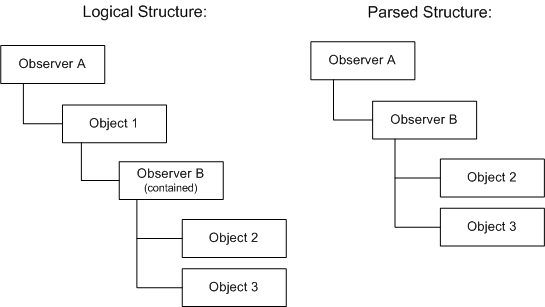 Logical Structure:
Observer A
Object 1
Observer B
(contained)
Object 2
Object 3
Parsed Structure:
Observer A
Observer B
Object 2
Object 3